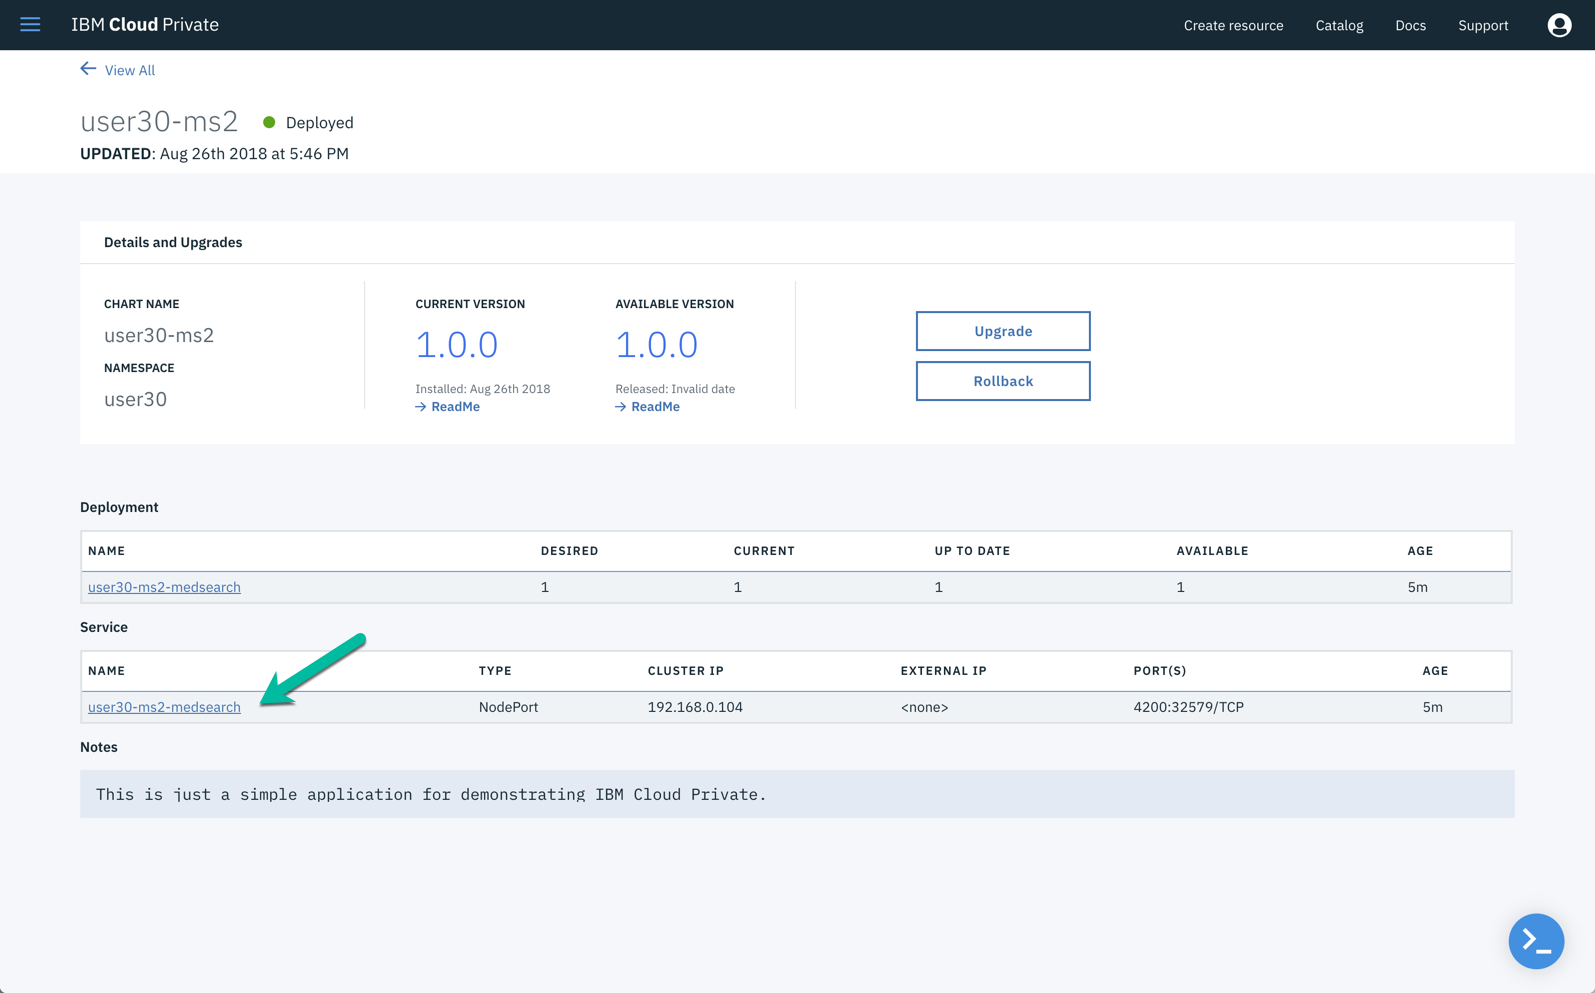 IBM Cloud Private
Create resource
Catalog
Docs
Support
View All
user30-ms2
Deployed
UPDATED: Aug 26th 2018 at 5:46 PM
Details and Upgrades
CHART NAME
user30-ms2
NAMESPACE
user30
CURRENT VERSION
1.0.0
Installed: Aug 26th 2018
→ ReadMe
AVAILABLE VERSION
1.0.0
Released: Invalid date
→ ReadMe
Upgrade
Rollback
Deployment
NAME DESIRED CURRENT UP TO DATE AVAILABLE AGE
user30-ms2-medsearch 1 1 1 1 5m
Service
NAME TYPE CLUSTER IP EXTERNAL IP PORT(S) AGE
user30-ms2-medsearch NodePort 192.168.0.104 <none> 4200:32579/TCP 5m
Notes
This is just a simple application for demonstrating IBM Cloud Private.